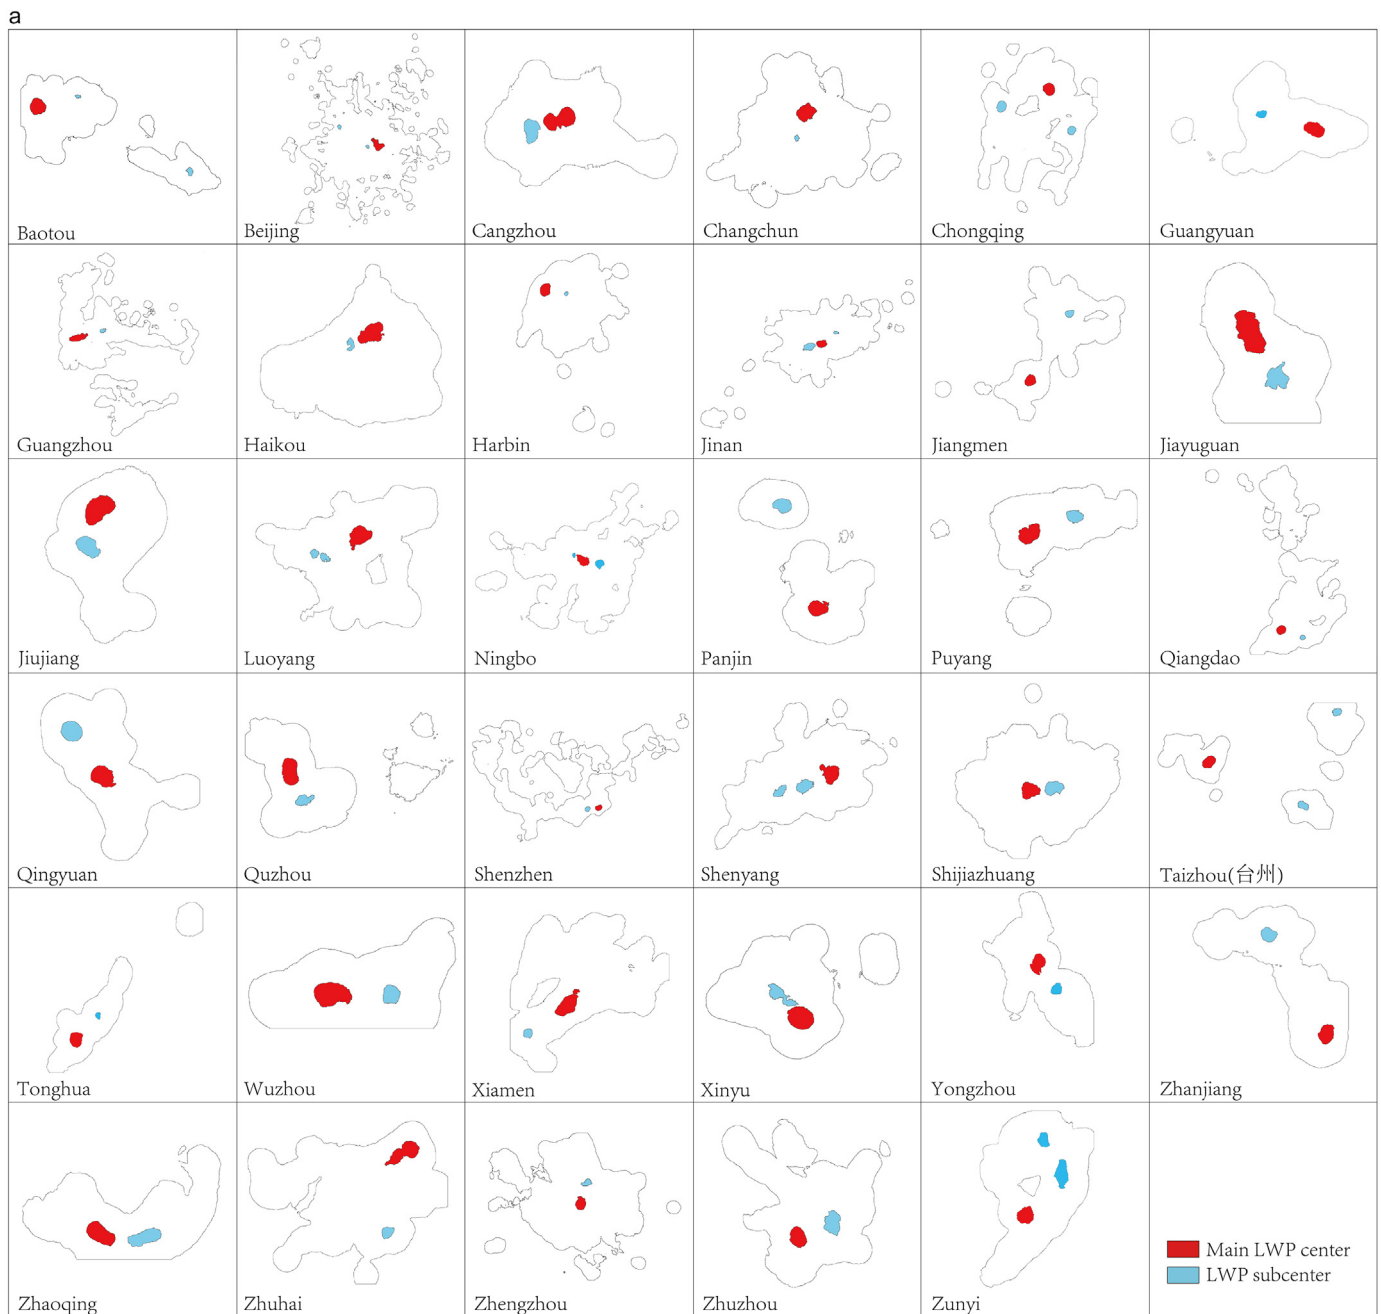 a
Baotou
Beijing
Cangzhou
Changchun
Chongqing
Guangyuan
Guangzhou
Haikou
Harbin
Jinan
Jiangmen
Jiayuguan
Jiujiang
Luoyang
Ningbo
Panjin
Puyang
Qiangdao
Qingyuan
Quzhou
Shenzhen
Shenyang
Shijiazhuang
Taizhou(台州)
Tonghua
Wuzhou
Xiamen
Xinyu
Yongzhou
Zhanjiang
Zhaoqing
Zhuhai
Zhengzhou
Zhuzhou
Zunyi
Main LWP center
LWP subcenter